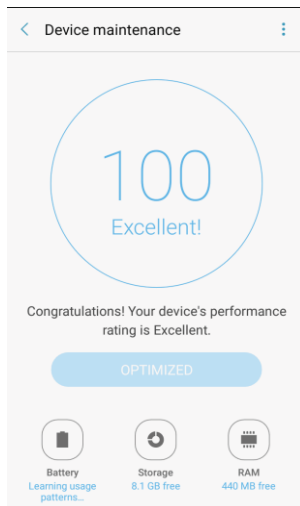 Device maintenance
100
Excellent!
Congratulations! Your device's performance
rating is Excellent.
OPTIMIZED
Battery
Learning usage
patterns...
Storage
8.1 GB free
RAM
440 MB free